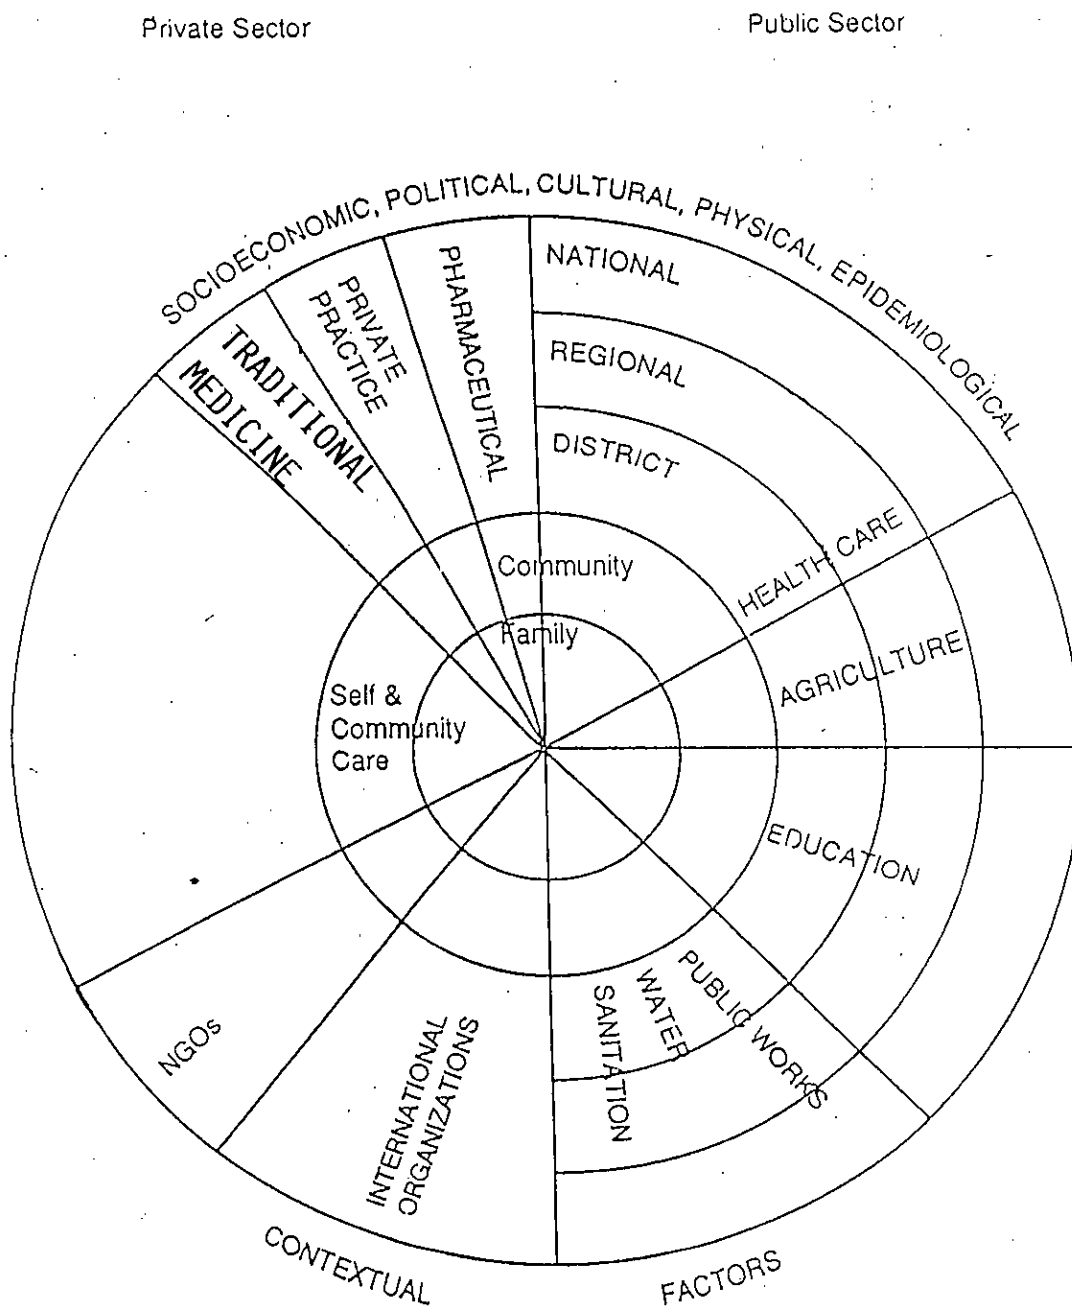 Private Sector
Public Sector
SOCIOECONOMIC, POLITICAL, CULTURAL, PHYSICAL, EPIDEMIOLOGICAL
TRADITIONAL
MEDICINE
PRIVATE
PRACTICE
PHARMACEUTICAL
NATIONAL
REGIONAL
DISTRICT
HEALTH CARE
AGRICULTURE
EDUCATION
PUBLIC WORKS
WATER
SANITATION
Community
Family
Self &
Community
Care
NGOs
INTERNATIONAL
ORGANIZATIONS
CONTEXTUAL
FACTORS